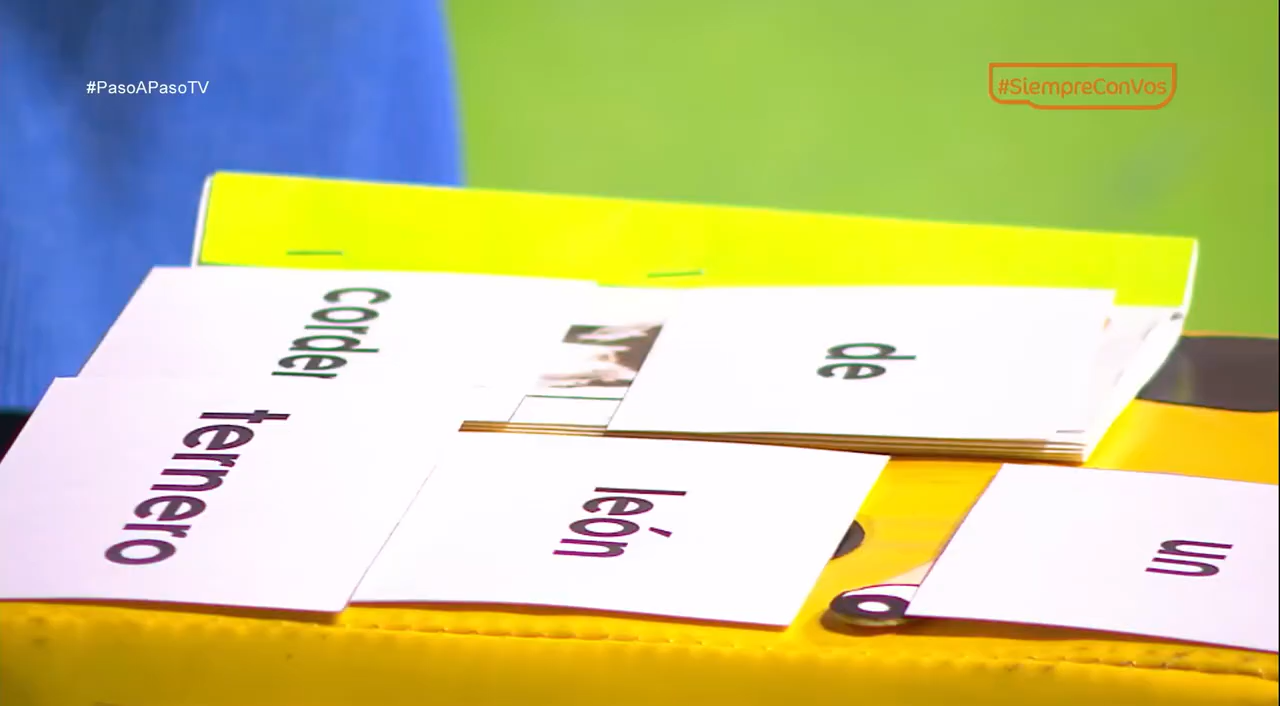 #PasoAPasoTV
#SiempreConVos
corder
de
ternero
león
un